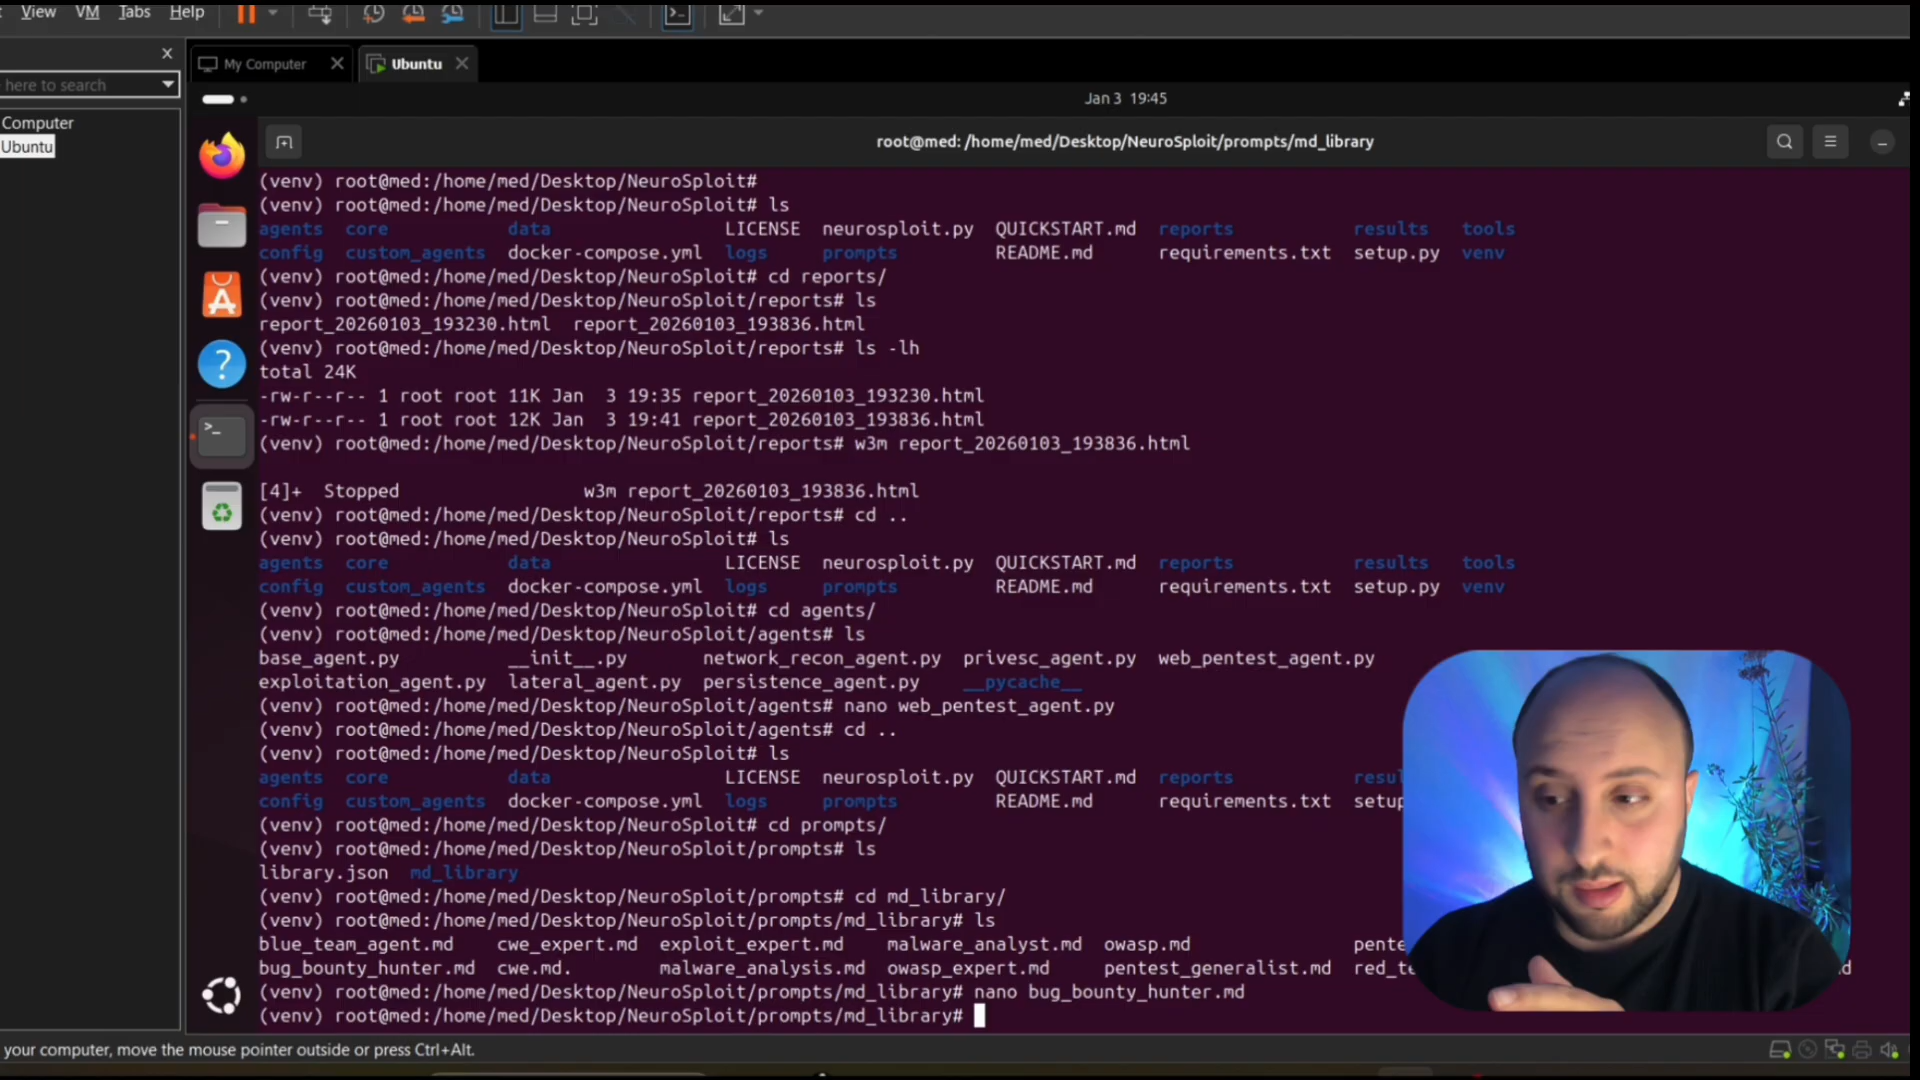 View VM Tabs Help
here to search
My Computer
Ubuntu
Computer
Ubuntu
Jan 3 19:45
root@med: /home/med/Desktop/NeuroSploit/prompts/md_library
(venv) root@med:/home/med/Desktop/NeuroSploit#
(venv) root@med:/home/med/Desktop/NeuroSploit# ls
agents core data LICENSE neurosploit.py QUICKSTART.md reports results tools
config custom_agents docker-compose.yml logs prompts README.md requirements.txt setup.py venv
(venv) root@med:/home/med/Desktop/NeuroSploit# cd reports/
(venv) root@med:/home/med/Desktop/NeuroSploit/reports# ls
report_20260103_193230.html report_20260103_193836.html
(venv) root@med:/home/med/Desktop/NeuroSploit/reports# ls -lh
total 24K
-rw-r--r-- 1 root root 11K Jan 3 19:35 report_20260103_193230.html
-rw-r--r-- 1 root root 12K Jan 3 19:41 report_20260103_193836.html
(venv) root@med:/home/med/Desktop/NeuroSploit/reports# w3m report_20260103_193836.html
[4]+ Stopped w3m report_20260103_193836.html
(venv) root@med:/home/med/Desktop/NeuroSploit/reports# cd ..
(venv) root@med:/home/med/Desktop/NeuroSploit# ls
agents core data LICENSE neurosploit.py QUICKSTART.md reports results tools
config custom_agents docker-compose.yml logs prompts README.md requirements.txt setup.py venv
(venv) root@med:/home/med/Desktop/NeuroSploit# cd agents/
(venv) root@med:/home/med/Desktop/NeuroSploit/agents# ls
base_agent.py __init__.py network_recon_agent.py privesc_agent.py web_pentest_agent.py
exploitation_agent.py lateral_agent.py persistence_agent.py __pycache__
(venv) root@med:/home/med/Desktop/NeuroSploit/agents# nano web_pentest_agent.py
(venv) root@med:/home/med/Desktop/NeuroSploit/agents# cd ..
(venv) root@med:/home/med/Desktop/NeuroSploit# ls
agents core data LICENSE neurosploit.py QUICKSTART.md reports resul
config custom_agents docker-compose.yml logs prompts README.md requirements.txt setup
(venv) root@med:/home/med/Desktop/NeuroSploit# cd prompts/
(venv) root@med:/home/med/Desktop/NeuroSploit/prompts# ls
library.json md_library
(venv) root@med:/home/med/Desktop/NeuroSploit/prompts# cd md_library/
(venv) root@med:/home/med/Desktop/NeuroSploit/prompts/md_library# ls
blue_team_agent.md cwe_expert.md exploit_expert.md malware_analyst.md owasp.md pente
bug_bounty_hunter.md cwe.md. malware_analysis.md owasp_expert.md pentest_generalist.md red_te
(venv) root@med:/home/med/Desktop/NeuroSploit/prompts/md_library# nano bug_bounty_hunter.md
(venv) root@med:/home/med/Desktop/NeuroSploit/prompts/md_library#
your computer, move the mouse pointer outside or press Ctrl+Alt.